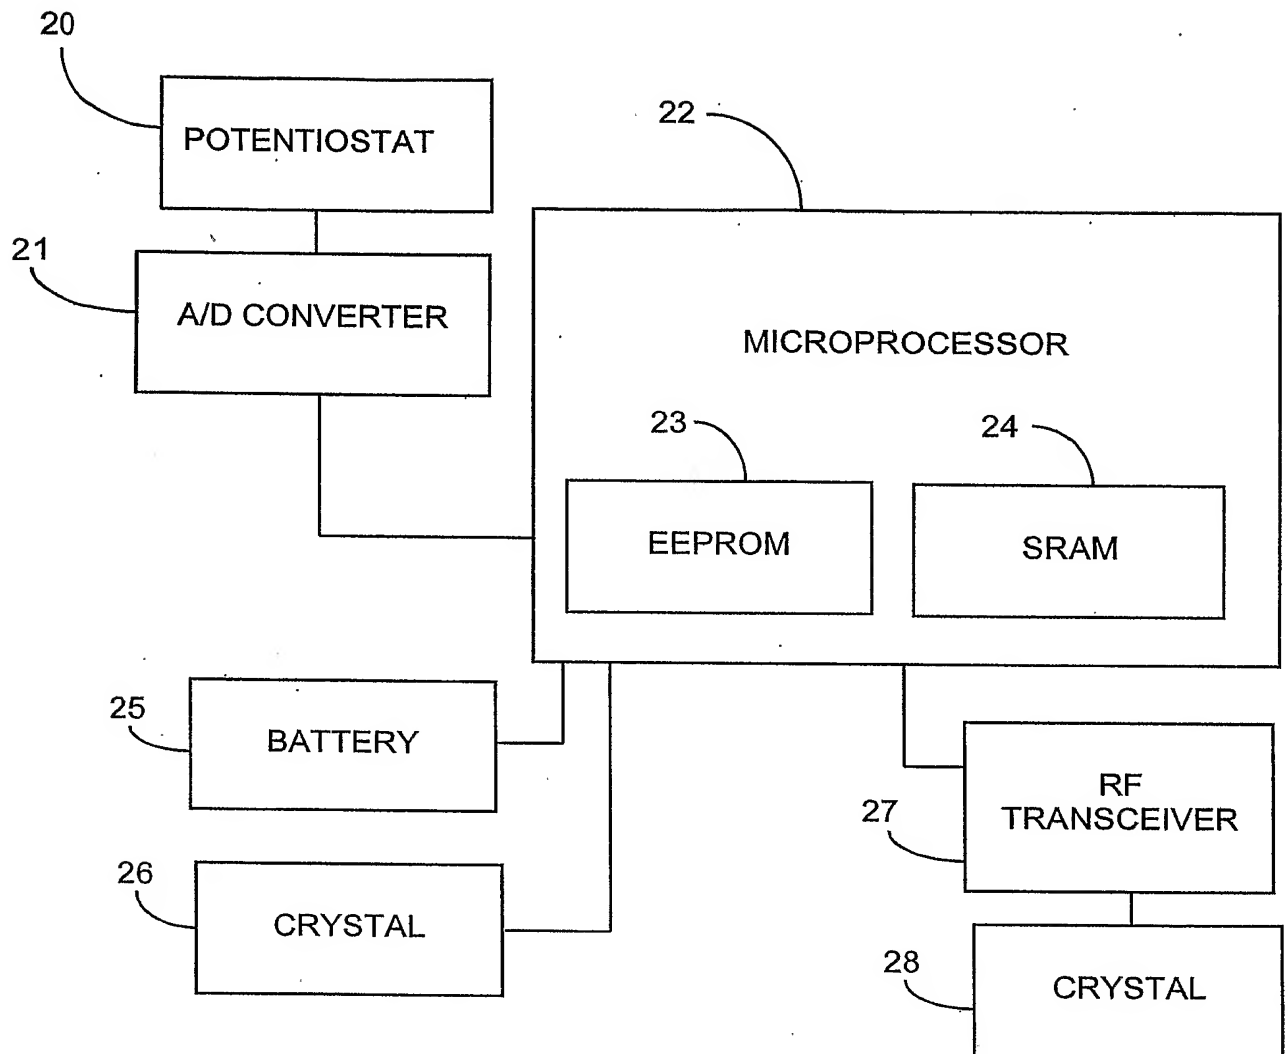 20
POTENTIOSTAT
22
21
A/D CONVERTER
MICROPROCESSOR
23
24
EEPROM
SRAM
25
BATTERY
RF
TRANSCEIVER
27
26
CRYSTAL
28
CRYSTAL